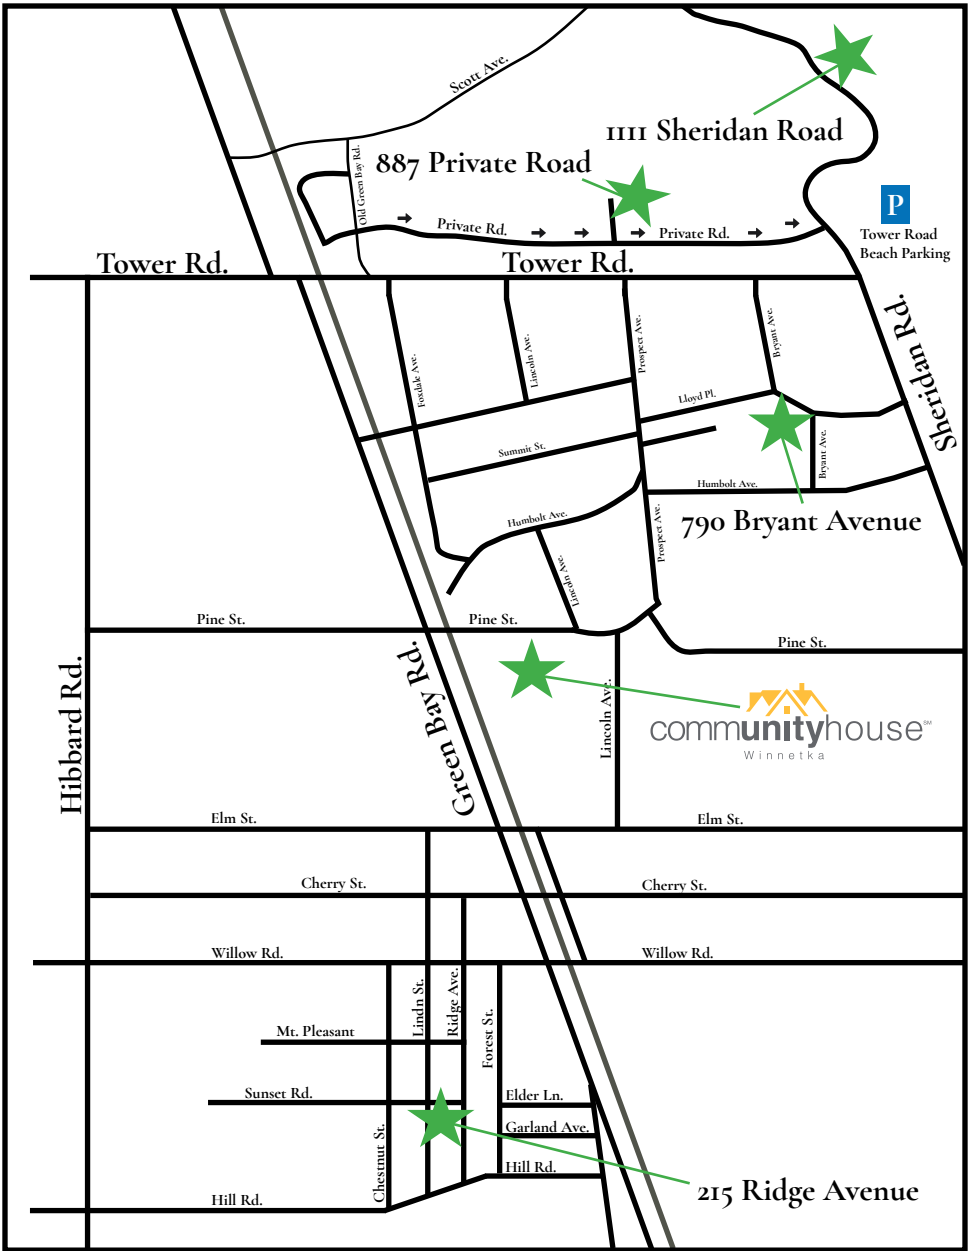 Scott Ave.
1111 Sheridan Road
887 Private Road
Old Green Bay Rd.
P
Tower Road
Beach Parking
Private Rd.
Private Rd.
Tower Rd.
Tower Rd.
Sheridan Rd.
Foxdale Ave.
Lincoln Ave.
Prospect Ave.
Bryant Ave.
Lloyd Pl.
Summit St.
Bryant Ave.
Humbolt Ave.
790 Bryant Avenue
Humbolt Ave.
Prospect Ave.
Lincoln Ave.
Pine St.
Pine St.
Pine St.
Hibbard Rd.
Green Bay Rd.
Lincoln Ave.
communityhouse SM
Winnetka
Elm St.
Elm St.
Cherry St.
Cherry St.
Willow Rd.
Willow Rd.
Lindn St.
Ridge Ave.
Forest St.
Mt. Pleasant
Sunset Rd.
Elder Ln.
Garland Ave.
Chestnut St.
Hill Rd.
Hill Rd.
215 Ridge Avenue